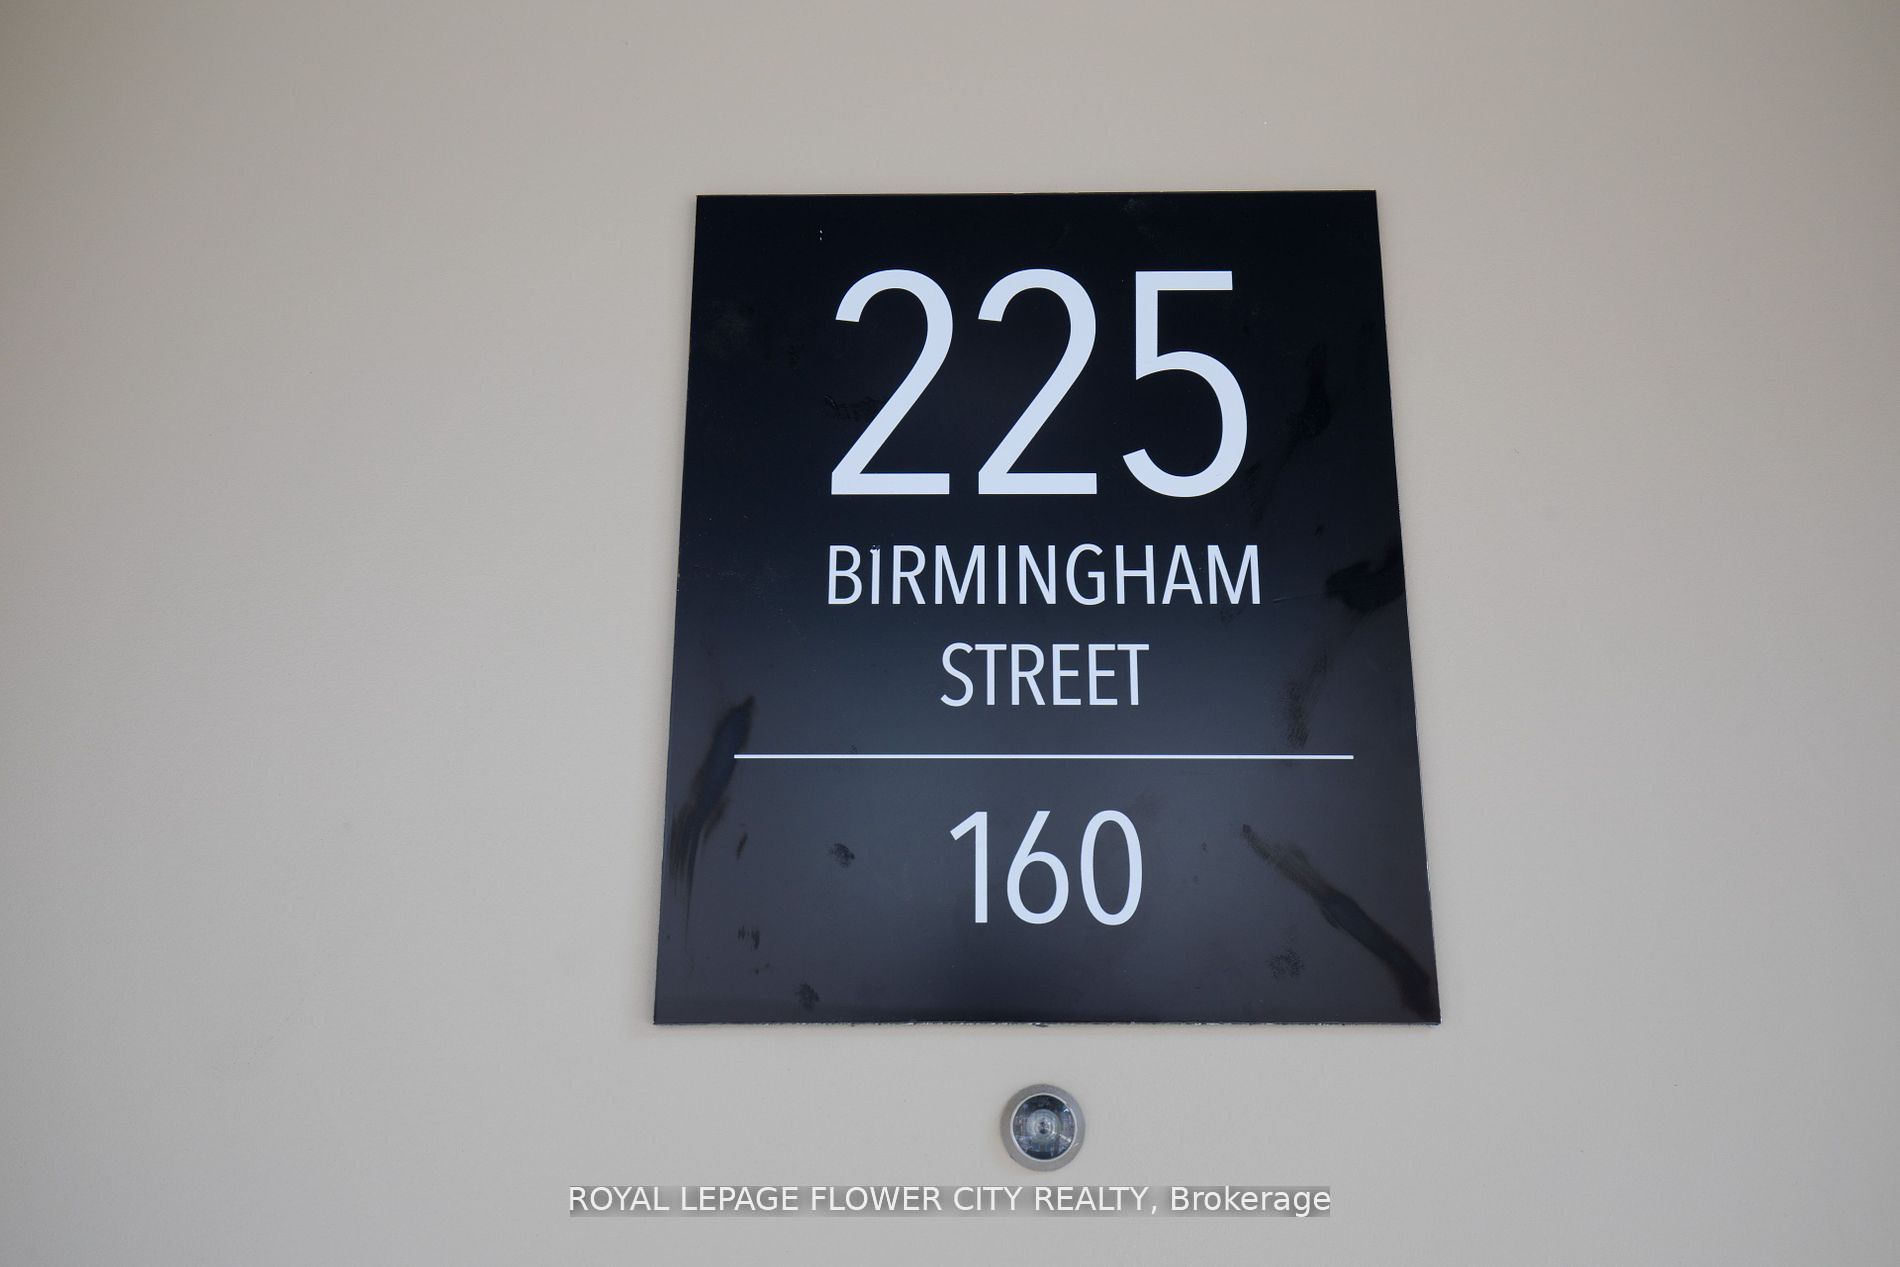 225
BIRMINGHAM
STREET
160
ROYAL LEPAGE FLOWER CITY REALTY, Brokerage